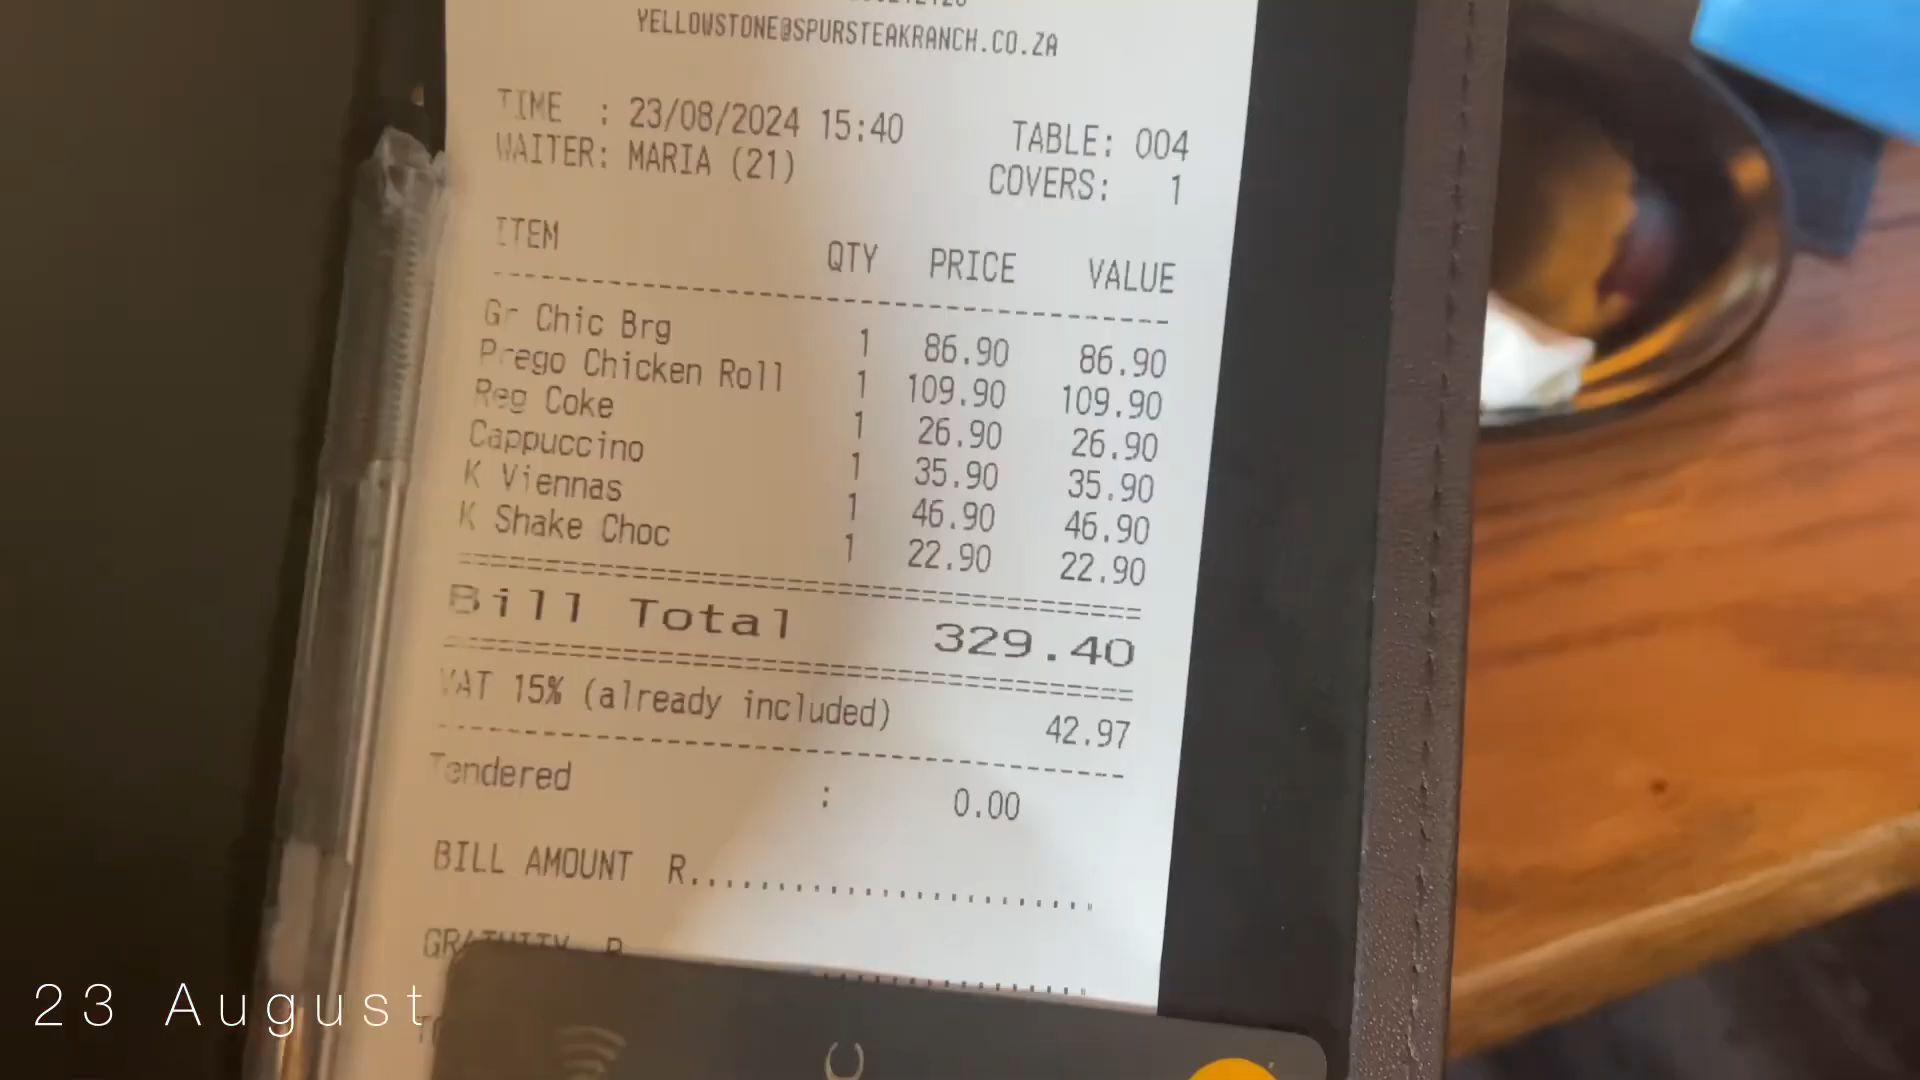 YELLOWSTONE@SPURSTEAKRANCH.CO.ZA
TIME : 23/08/2024 15:40 TABLE: 004
WAITER: MARIA (21) COVERS: 1
ITEM QTY PRICE VALUE
Gr Chic Brg 1 86.90 86.90
Prego Chicken Roll 1 109.90 109.90
Reg Coke 1 26.90 26.90
Cappuccino 1 35.90 35.90
K Viennas 1 46.90 46.90
K Shake Choc 1 22.90 22.90
Bill Total 329.40
VAT 15% (already included) 42.97
Tendered : 0.00
BILL AMOUNT R..............................
GRATUITY R
23 August